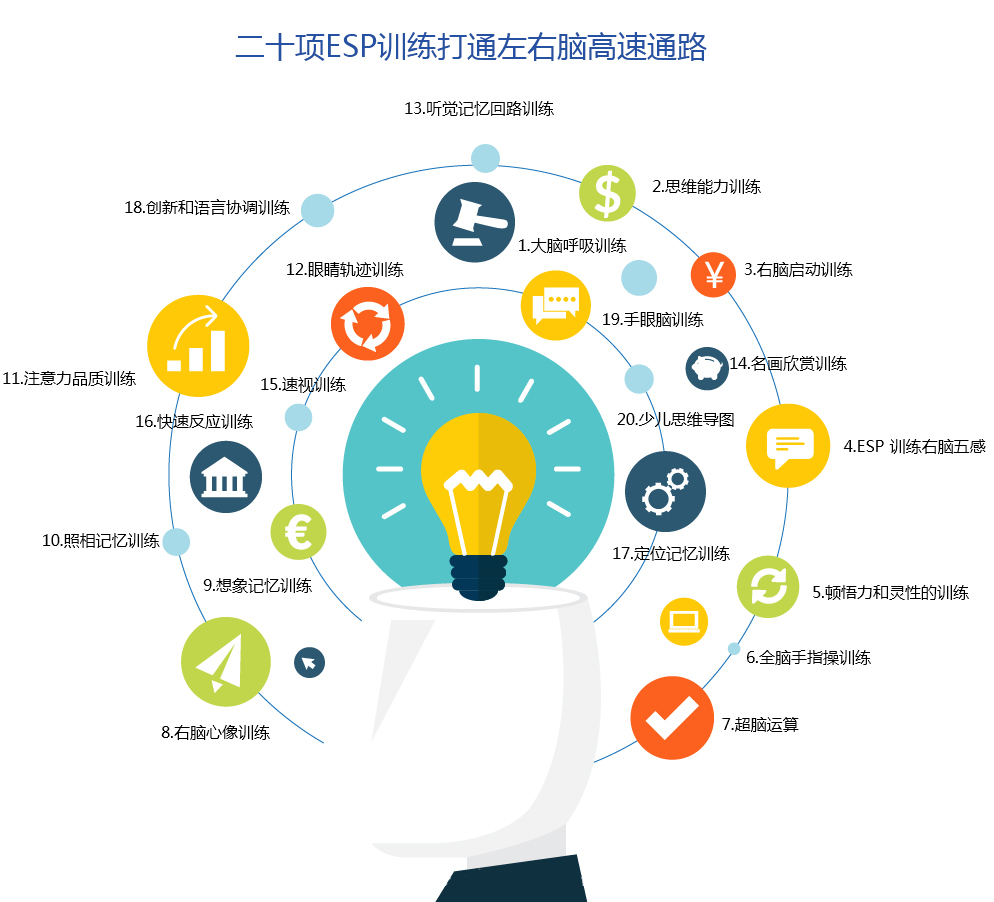 二十项ESP训练打通左右脑高速通路
13.听觉记忆回路训练
2.思维能力训练
18.创新和语言协调训练
1.大脑呼吸训练
12.眼睛轨迹训练
3.右脑启动训练
19.手眼脑训练
14.名画欣赏训练
11.注意力品质训练
15.速视训练
16.快速反应训练
20.少儿思维导图
4.ESP 训练右脑五感
10.照相记忆训练
17.定位记忆训练
9.想象记忆训练
5.顿悟力和灵性的训练
6.全脑手指操训练
7.超脑运算
8.右脑心像训练